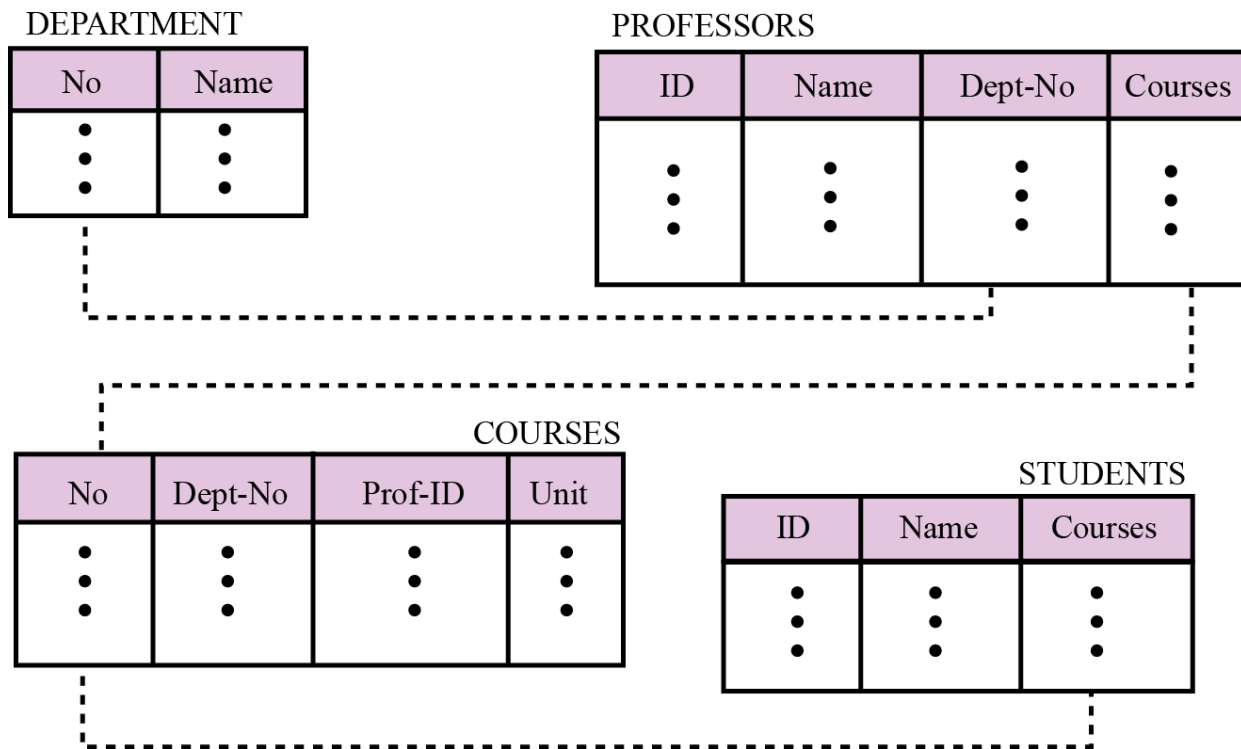 DEPARTMENT
No Name
PROFESSORS
ID Name Dept-No Courses
COURSES
No Dept-No Prof-ID Unit
STUDENTS
ID Name Courses